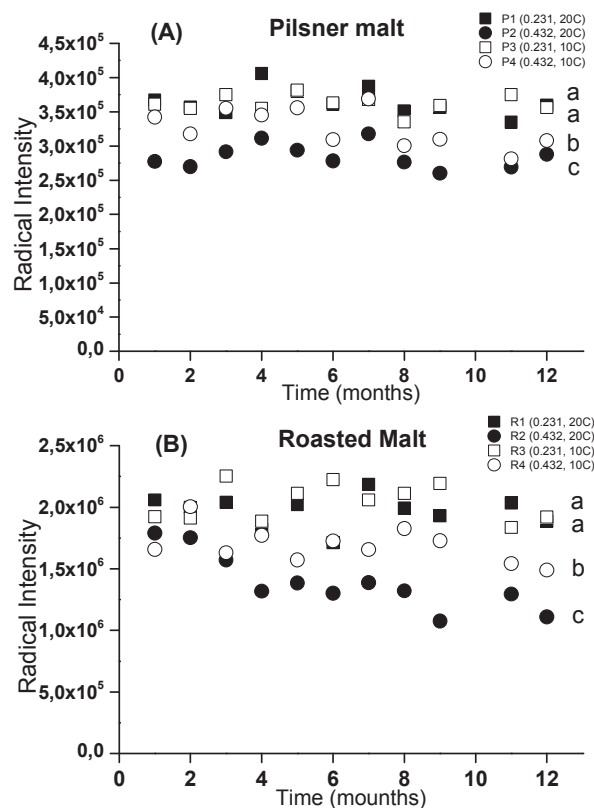 (A) Pilsner malt
P1 (0.231, 20C)
P2 (0.432, 20C)
P3 (0.231, 10C)
P4 (0.432, 10C)
4,5x10⁵
4,0x10⁵
3,5x10⁵
3,0x10⁵
2,5x10⁵
2,0x10⁵
1,5x10⁵
1,0x10⁵
5,0x10⁴
0,0
Radical Intensity
a
a
b
c
0 2 4 6 8 10 12
Time (months)
(B) Roasted Malt
R1 (0.231, 20C)
R2 (0.432, 20C)
R3 (0.231, 10C)
R4 (0.432, 10C)
2,5x10⁶
2,0x10⁶
1,5x10⁶
1,0x10⁶
5,0x10⁵
0,0
Radical Intensity
a
a
b
c
0 2 4 6 8 10 12
Time (mounths)